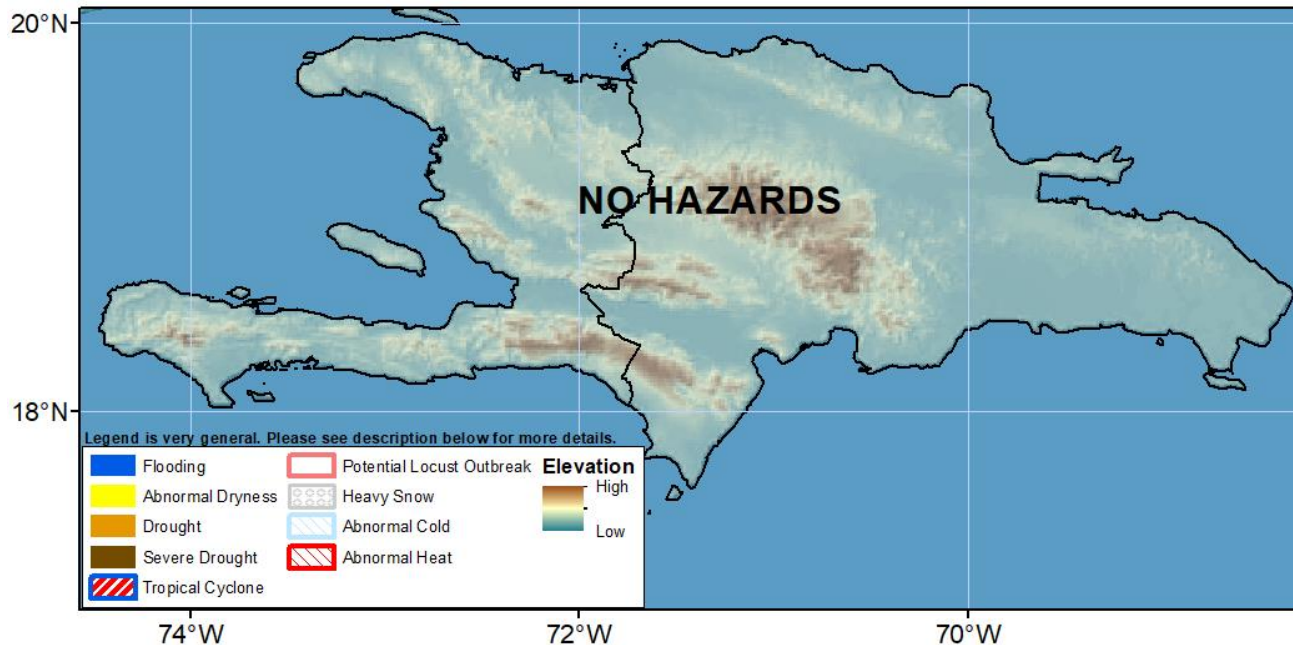 20°N
NO HAZARDS
18°N
Legend is very general. Please see description below for more details.
Flooding
Abnormal Dryness
Drought
Severe Drought
Tropical Cyclone
Potential Locust Outbreak
Heavy Snow
Abnormal Cold
Abnormal Heat
Elevation
High
Low
74°W
72°W
70°W